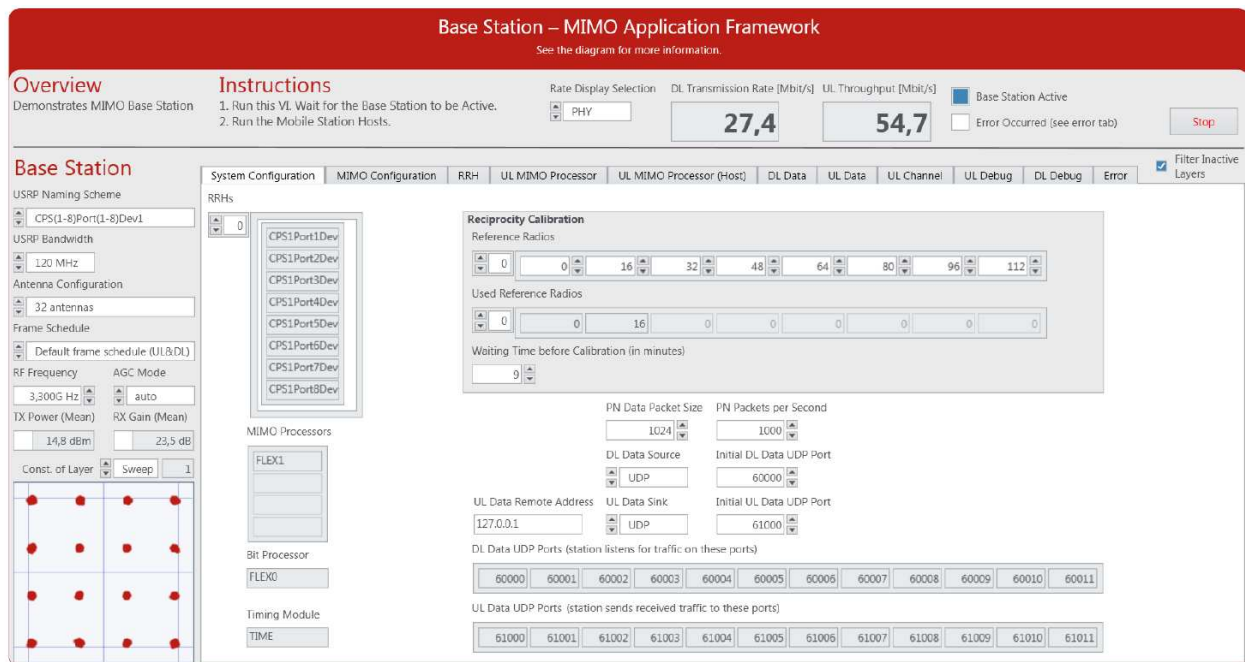 Base Station – MIMO Application Framework
See the diagram for more information.
Overview
Demonstrates MIMO Base Station
Instructions
1. Run this VI. Wait for the Base Station to be Active.
2. Run the Mobile Station Hosts.
Rate Display Selection
PHY
DL Transmission Rate [Mbit/s]
27,4
UL Throughput [Mbit/s]
54,7
Base Station Active
Error Occurred (see error tab)
Stop
Base Station
USRP Naming Scheme
CPS(1-8)Port(1-8)Dev1
USRP Bandwidth
120 MHz
Antenna Configuration
32 antennas
Frame Schedule
Default frame schedule (UL&DL)
RF Frequency AGC Mode
3,300G Hz auto
TX Power (Mean) RX Gain (Mean)
14,8 dBm 23,5 dB
Const. of Layer Sweep 1
System Configuration MIMO Configuration RRH UL MIMO Processor UL MIMO Processor (Host) DL Data UL Data UL Channel UL Debug DL Debug Error
Filter Inactive
Layers
RRHs
0
CPS1Port1Dev
CPS1Port2Dev
CPS1Port3Dev
CPS1Port4Dev
CPS1Port5Dev
CPS1Port6Dev
CPS1Port7Dev
CPS1Port8Dev
MIMO Processors
FLEX1
Bit Processor
FLEX0
Timing Module
TIME
Reciprocity Calibration
Reference Radios
0 0 16 32 48 64 80 96 112
Used Reference Radios
0 0 16 0 0 0 0 0 0
Waiting Time before Calibration (in minutes)
9
PN Data Packet Size PN Packets per Second
1024 1000
DL Data Source Initial DL Data UDP Port
UDP 60000
UL Data Remote Address UL Data Sink Initial UL Data UDP Port
127.0.0.1 UDP 61000
DL Data UDP Ports (station listens for traffic on these ports)
60000 60001 60002 60003 60004 60005 60006 60007 60008 60009 60010 60011
UL Data UDP Ports (station sends received traffic to these ports)
61000 61001 61002 61003 61004 61005 61006 61007 61008 61009 61010 61011